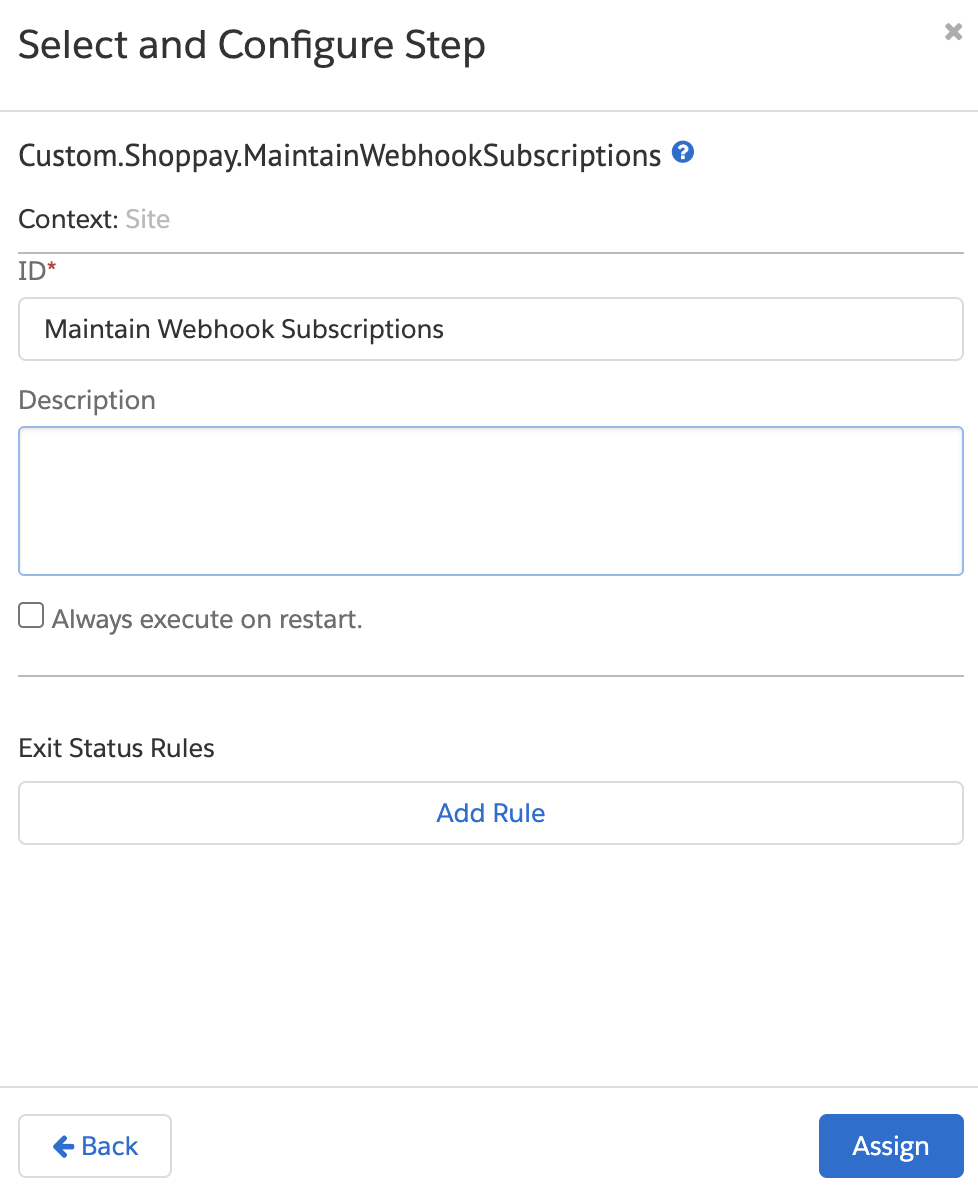 Select and Configure Step
Custom.Shoppay.MaintainWebhookSubscriptions
Context: Site
ID*
Maintain Webhook Subscriptions
Description
Always execute on restart.
Exit Status Rules
Add Rule
Back
Assign